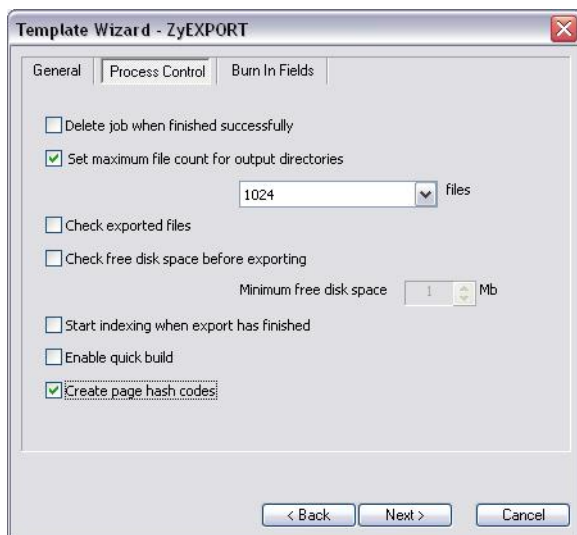 Template Wizard - ZyEXPORT
General Process Control Burn In Fields
Delete job when finished successfully
Set maximum file count for output directories
1024 files
Check exported files
Check free disk space before exporting
Minimum free disk space 1 Mb
Start indexing when export has finished
Enable quick build
Create page hash codes
< Back Next > Cancel